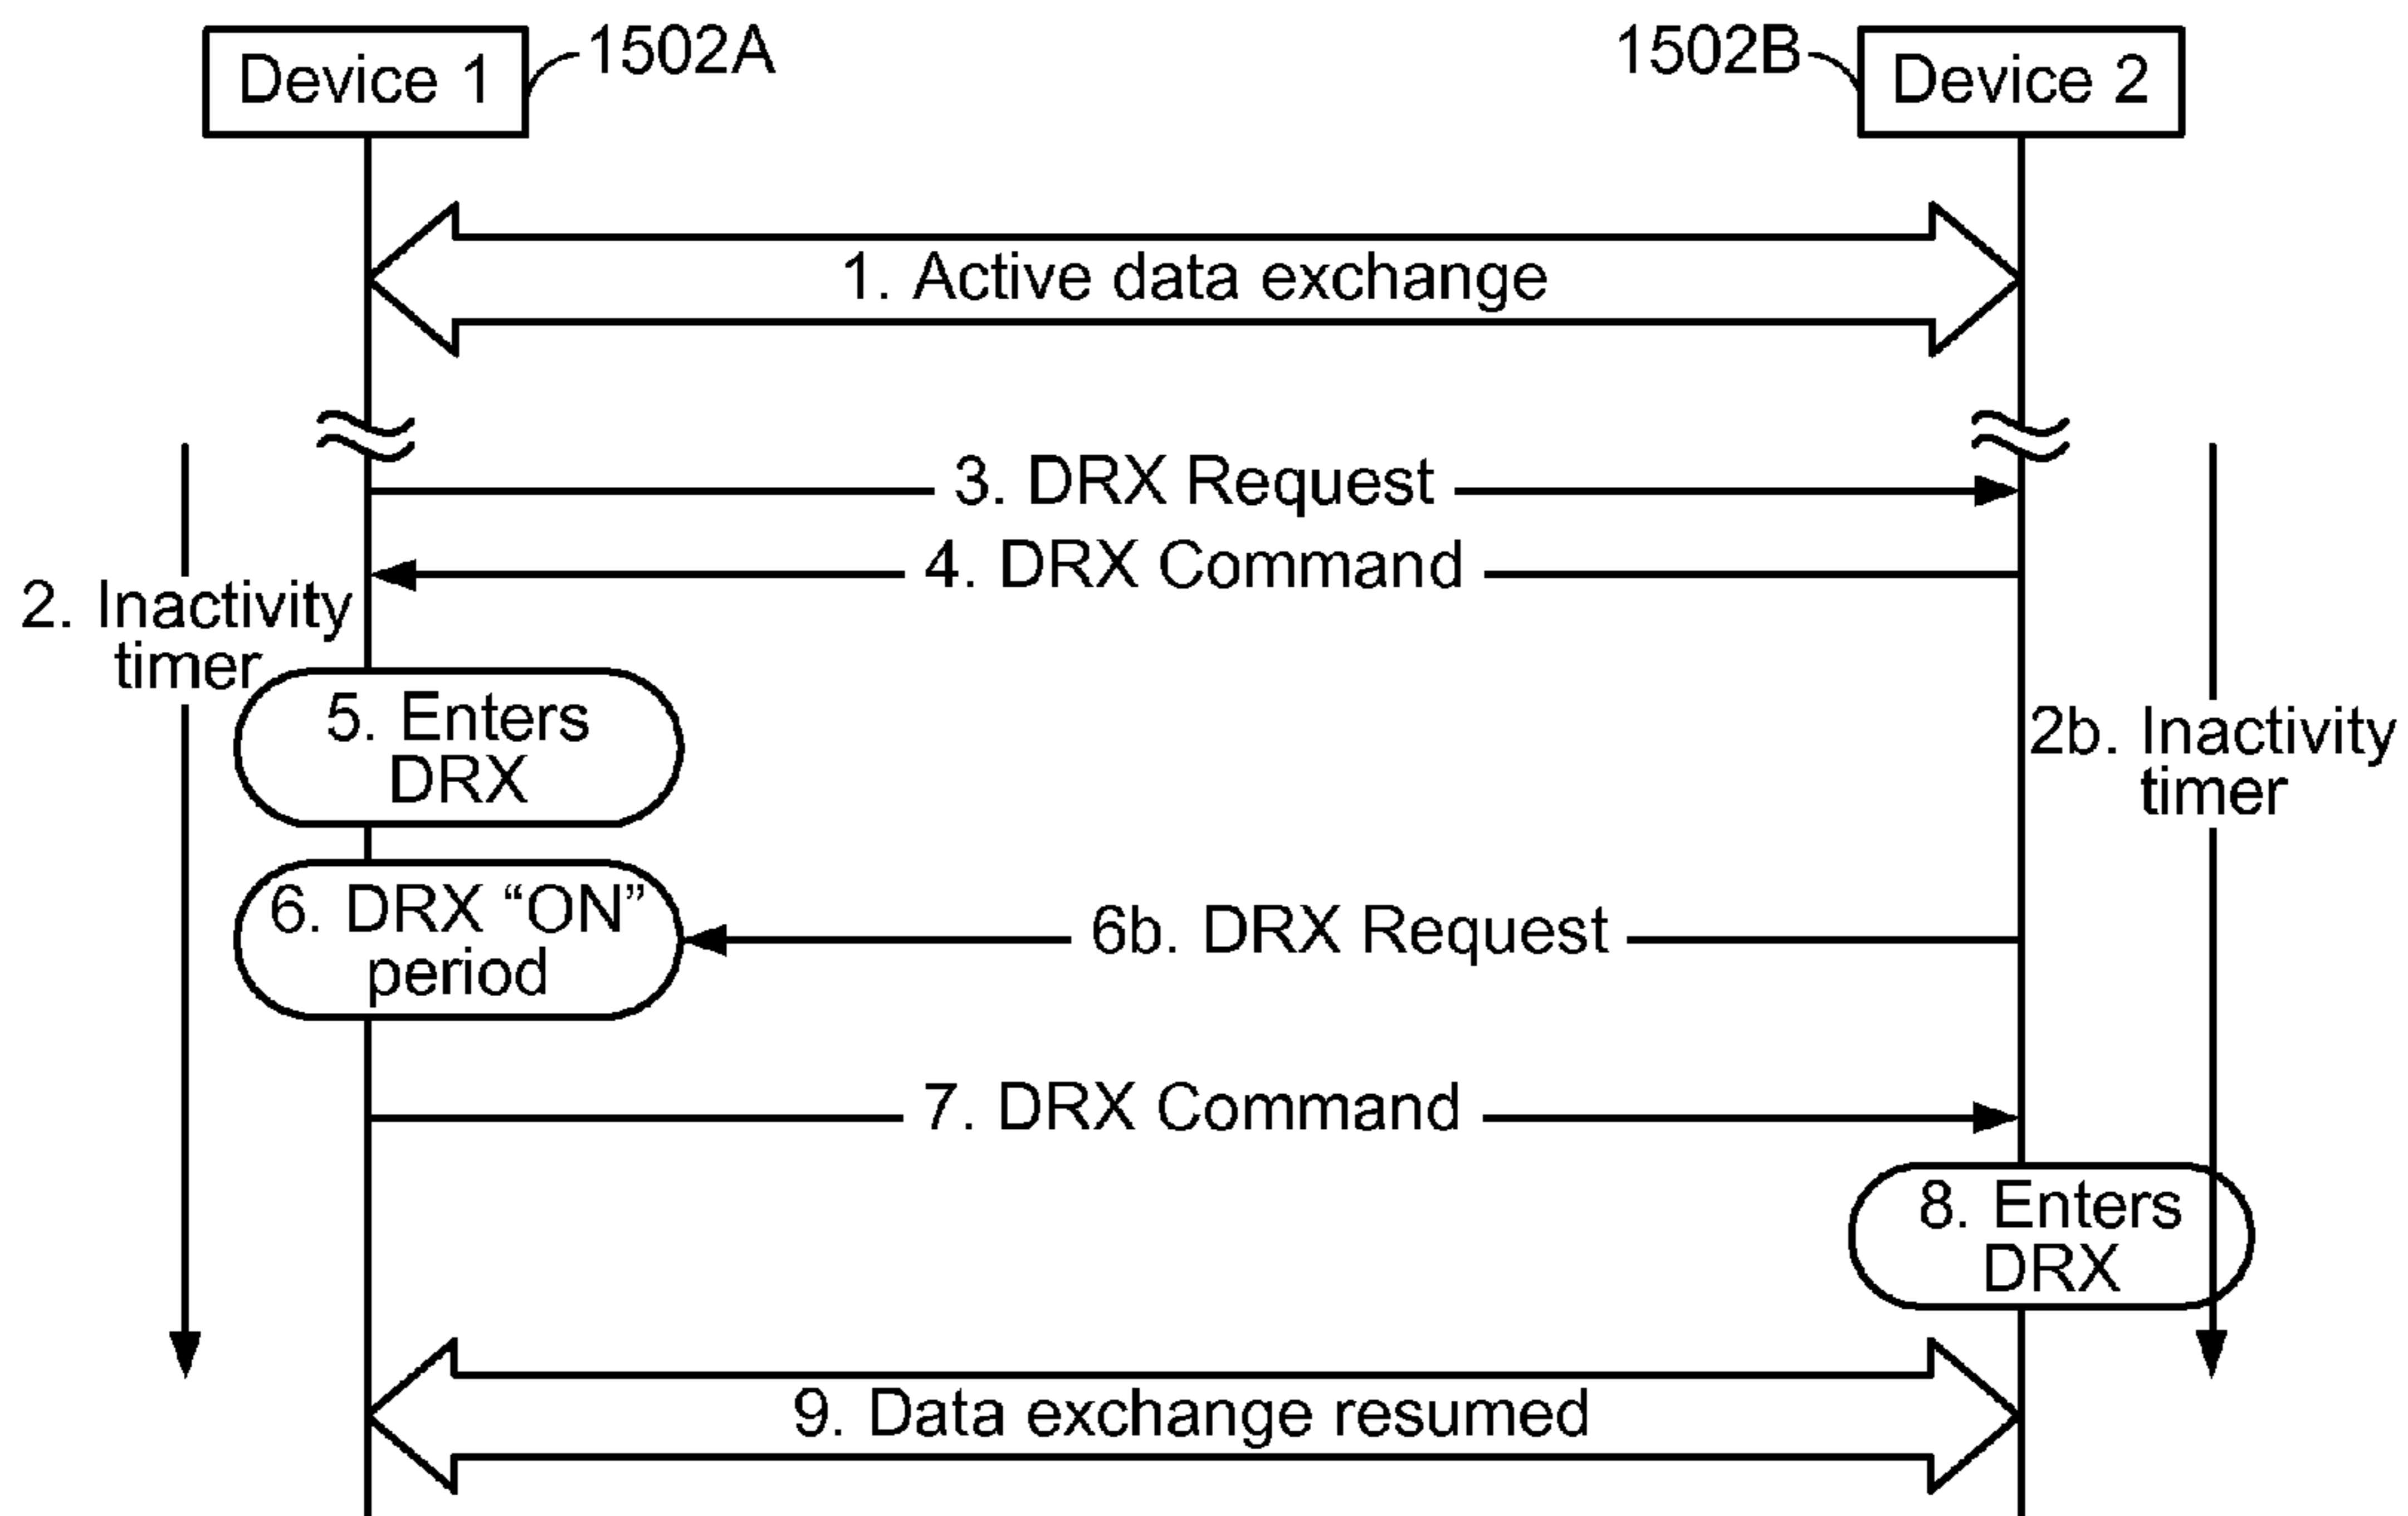 Device 1
1502A
1502B
Device 2
1. Active data exchange
3. DRX Request
4. DRX Command
2. Inactivity
timer
5. Enters
DRX
2b. Inactivity
timer
6. DRX “ON”
period
6b. DRX Request
7. DRX Command
8. Enters
DRX
9. Data exchange resumed